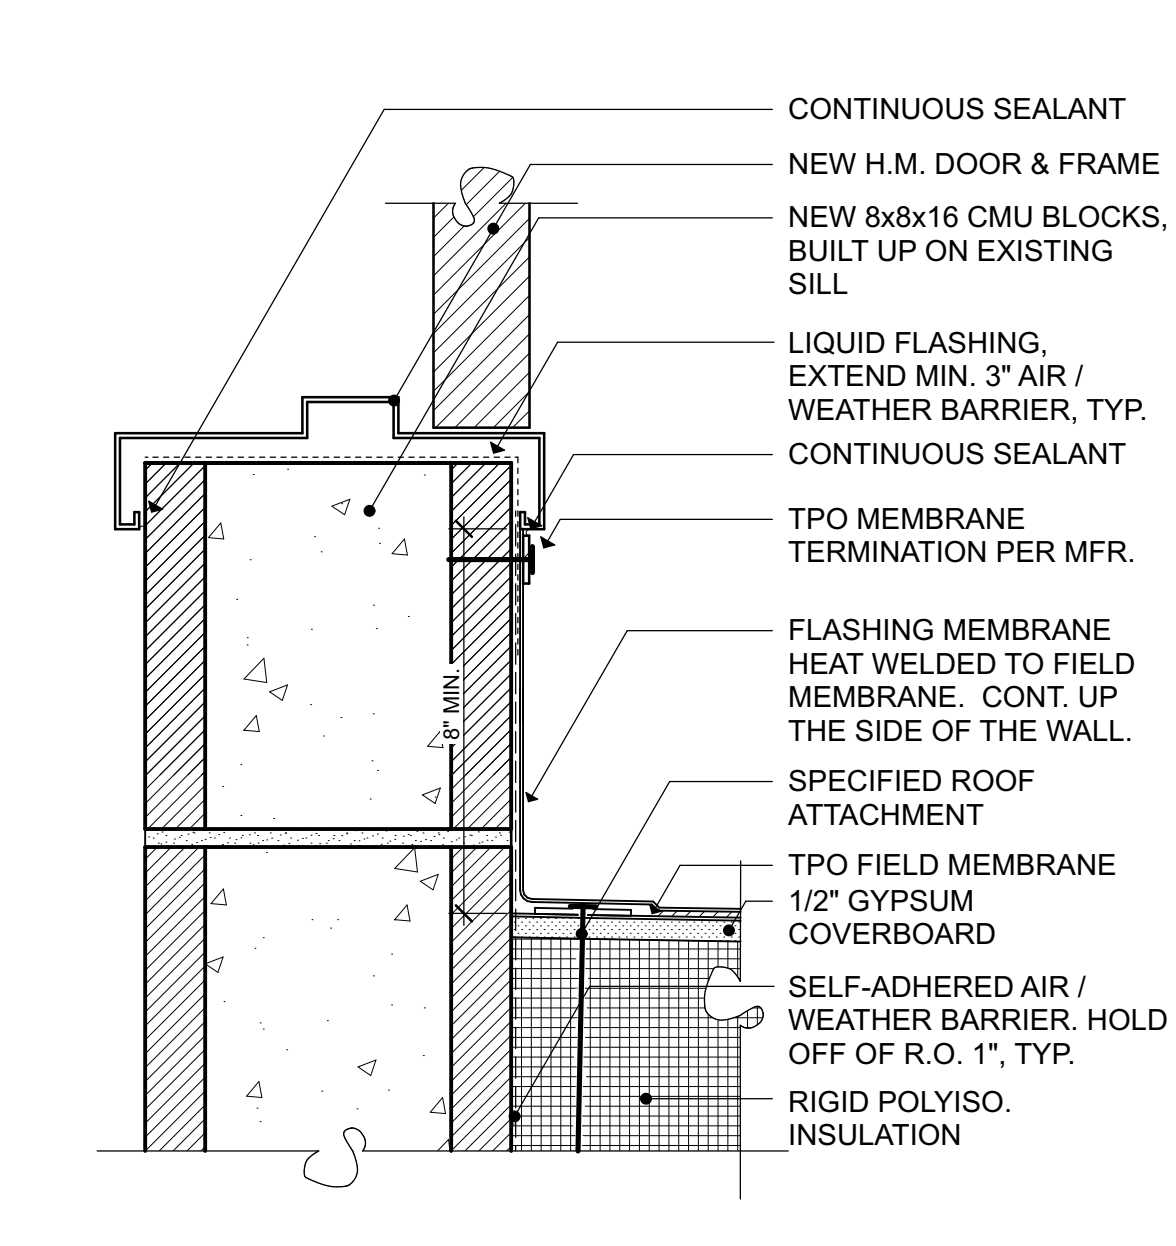 CONTINUOUS SEALANT
NEW H.M. DOOR & FRAME
NEW 8x8x16 CMU BLOCKS,
BUILT UP ON EXISTING
SILL
LIQUID FLASHING,
EXTEND MIN. 3" AIR /
WEATHER BARRIER, TYP.
CONTINUOUS SEALANT
TPO MEMBRANE
TERMINATION PER MFR.
FLASHING MEMBRANE
HEAT WELDED TO FIELD
MEMBRANE. CONT. UP
THE SIDE OF THE WALL.
8" MIN.
SPECIFIED ROOF
ATTACHMENT
TPO FIELD MEMBRANE
1/2" GYPSUM
COVERBOARD
SELF-ADHERED AIR /
WEATHER BARRIER. HOLD
OFF OF R.O. 1", TYP.
RIGID POLYISO.
INSULATION